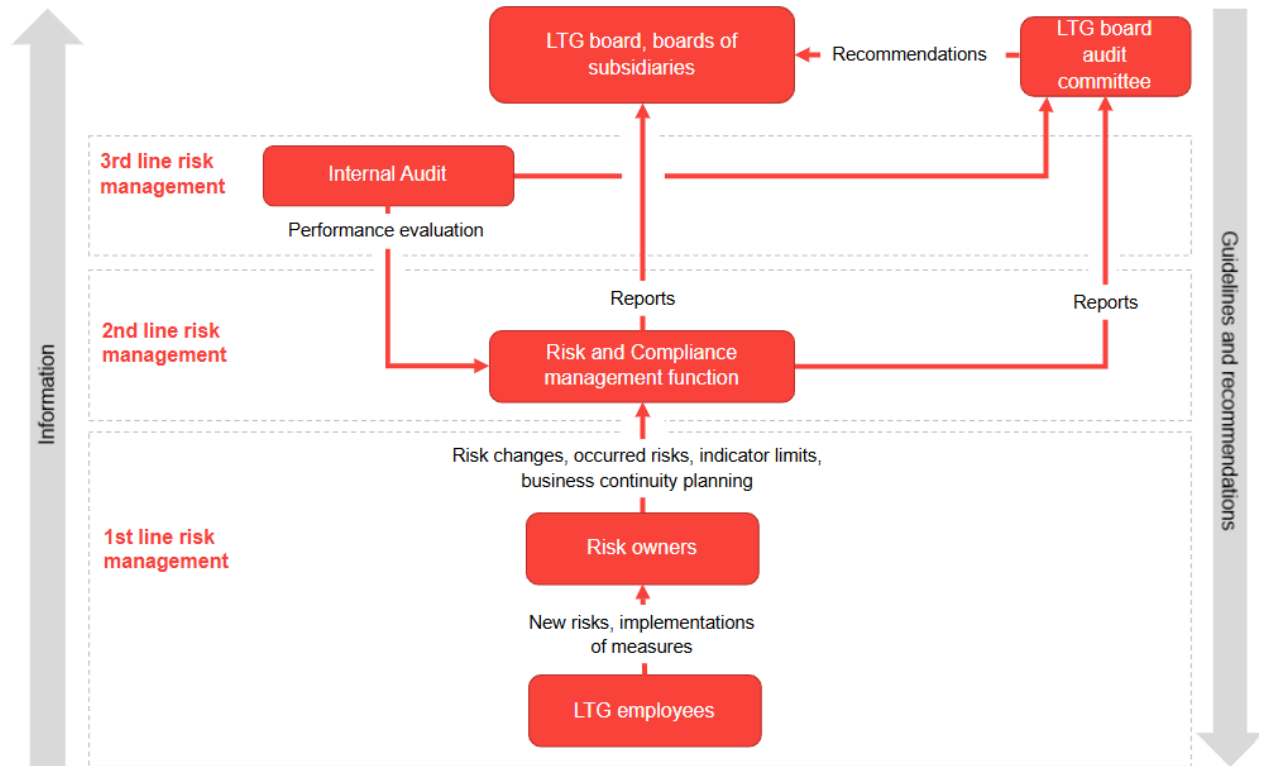 LTG board, boards of
subsidiaries
Recommendations
LTG board
audit
committee
3rd line risk
management
Internal Audit
Performance evaluation
2nd line risk
management
Reports
Reports
Risk and Compliance
management function
Risk changes, occurred risks, indicator limits,
business continuity planning
1st line risk
management
Risk owners
New risks, implementations
of measures
LTG employees
Information
Guidelines and recommendations